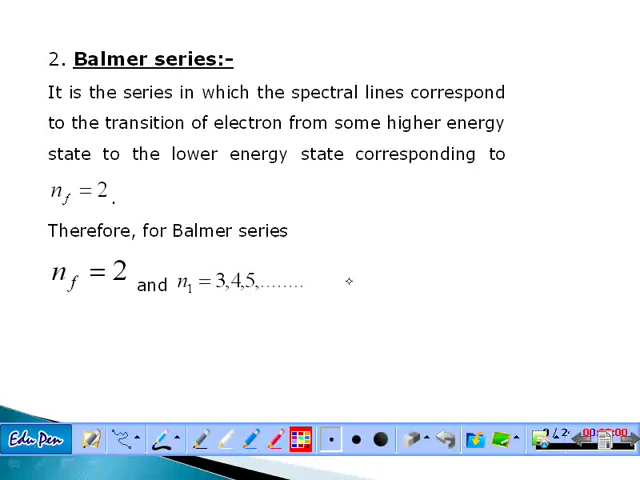 2. Balmer series:-
It is the series in which the spectral lines correspond
to the transition of electron from some higher energy
state to the lower energy state corresponding to
n_f = 2 .
Therefore, for Balmer series
n_f = 2 and n_1 = 3,4,5,........
Edu Pen